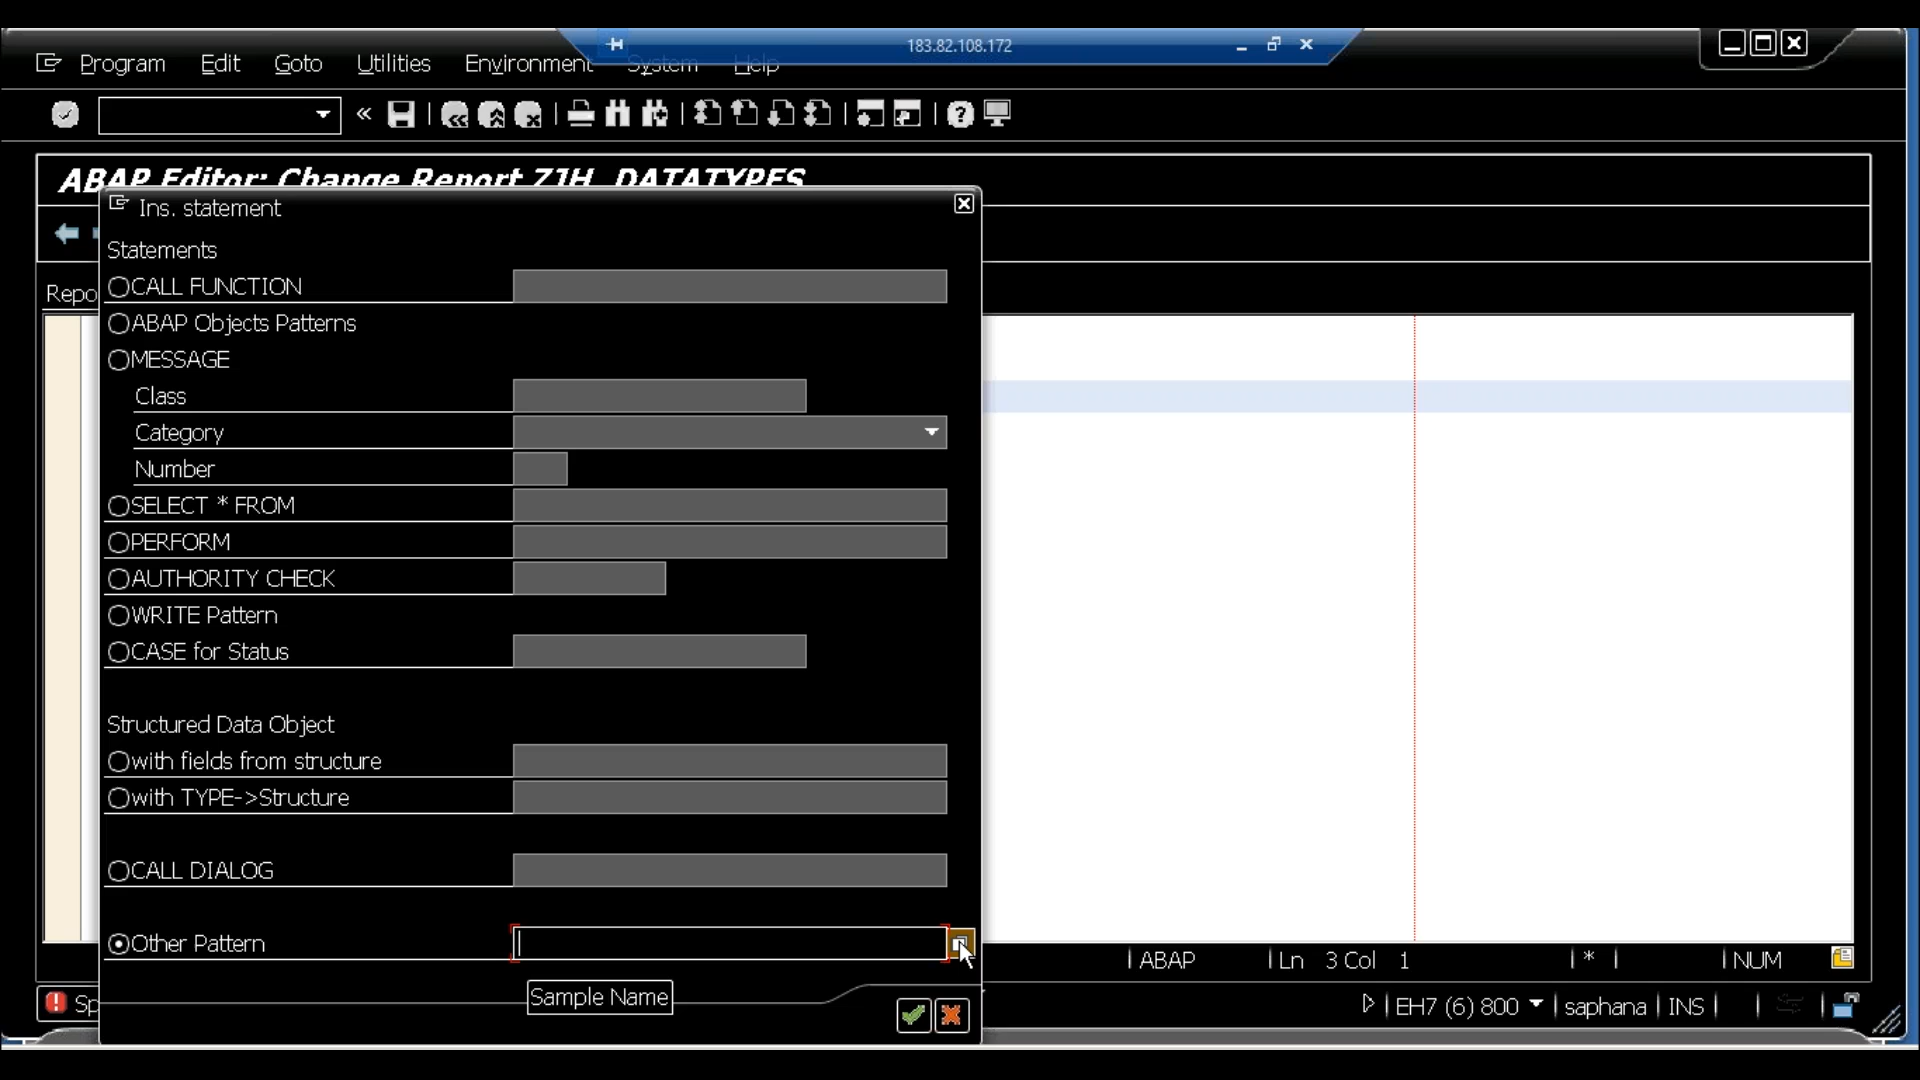 183.82.108.172
Program Edit Goto Utilities Environment System Help
ABAP Editor: Change Report ZJH_DATATYPES
Ins. statement
Statements
Repo
CALL FUNCTION
ABAP Objects Patterns
MESSAGE
Class
Category
Number
SELECT * FROM
PERFORM
AUTHORITY CHECK
WRITE Pattern
CASE for Status
Structured Data Object
with fields from structure
with TYPE->Structure
CALL DIALOG
Other Pattern
ABAP Ln 3 Col 1 * NUM
Sample Name
Sp
EH7 (6) 800 saphana INS